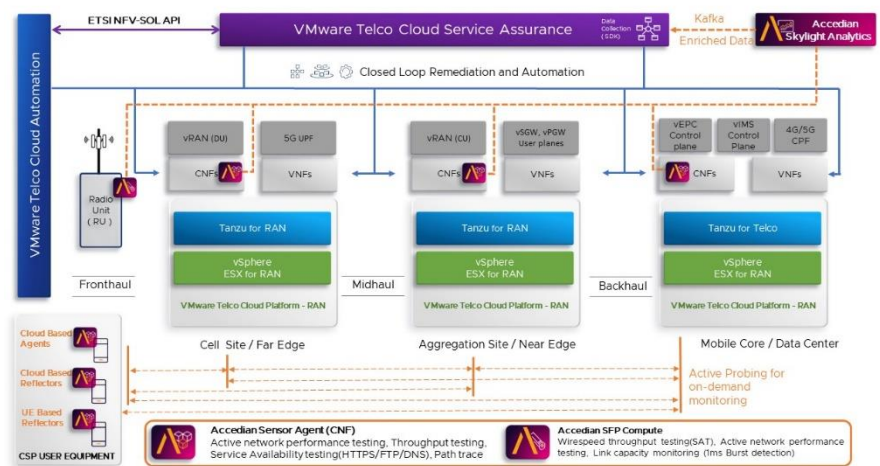 ETSI NFV-SOL API
VMware Telco Cloud Service Assurance
Data
Collection
(SDK)
Kafka
Enriched Data
Accedian
Skylight Analytics
VMware Telco Cloud Automation
Closed Loop Remediation and Automation
vRAN (DU)
5G UPF
CNFs
VNFs
vRAN (CU)
vSGW, vPGW
User planes
CNFs
VNFs
vEPC
Control
plane
vIMS
Control
Plane
4G/5G
CPF
CNFs
VNFs
Radio
Unit
( RU )
Tanzu for RAN
vSphere
ESX for RAN
VMware Telco Cloud Platform - RAN
Tanzu for RAN
vSphere
ESX for RAN
VMware Telco Cloud Platform - RAN
Tanzu for Telco
vSphere
ESX for RAN
VMware Telco Cloud Platform - RAN
Fronthaul
Midhaul
Backhaul
Cell Site / Far Edge
Aggregation Site / Near Edge
Mobile Core / Data Center
Cloud Based
Agents
Cloud Based
Reflectors
UE Based
Reflectors
CSP USER EQUIPMENT
Active Probing for
on-demand
monitoring
Accedian Sensor Agent (CNF)
Active network performance testing, Throughput testing,
Service Availability testing(HTTPS/FTP/DNS), Path trace
Accedian SFP Compute
Wirespeed throughput testing(SAT), Active network performance
testing, Link capacity monitoring (1ms Burst detection)